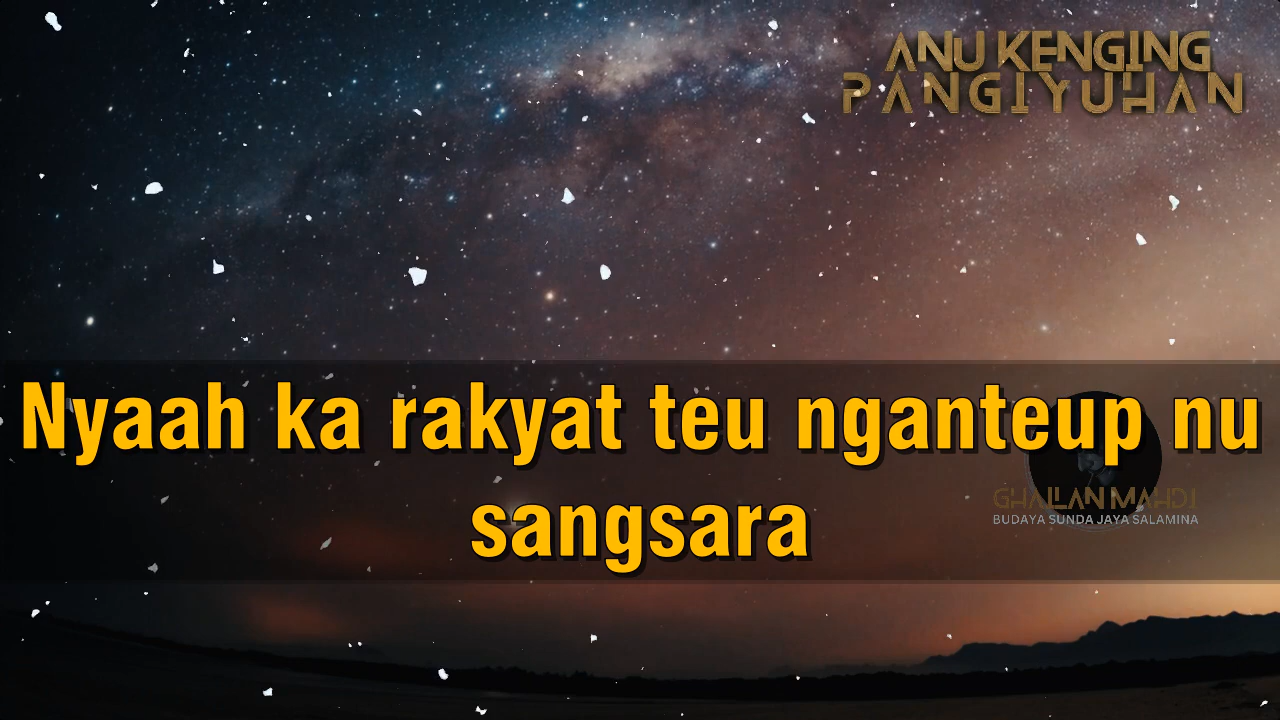 ANU KENGING
PANGIYUHAN
Nyaah ka rakyat teu nganteup nu
sangsara
GHAILAN MAHDI
BUDAYA SUNDA JAYA SALAMINA